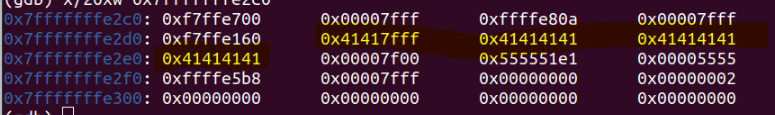 (gdb) x/20xw 0x7fffffffe2c0
0x7fffffffe2c0: 0xf7ffe700 0x00007fff 0xffffe80a 0x00007fff
0x7fffffffe2d0: 0xf7ffe160 0x41417fff 0x41414141 0x41414141
0x7fffffffe2e0: 0x41414141 0x00007f00 0x555551e1 0x00005555
0x7fffffffe2f0: 0xffffe5b8 0x00007fff 0x00000000 0x00000002
0x7fffffffe300: 0x00000000 0x00000000 0x00000000 0x00000000
(gdb)